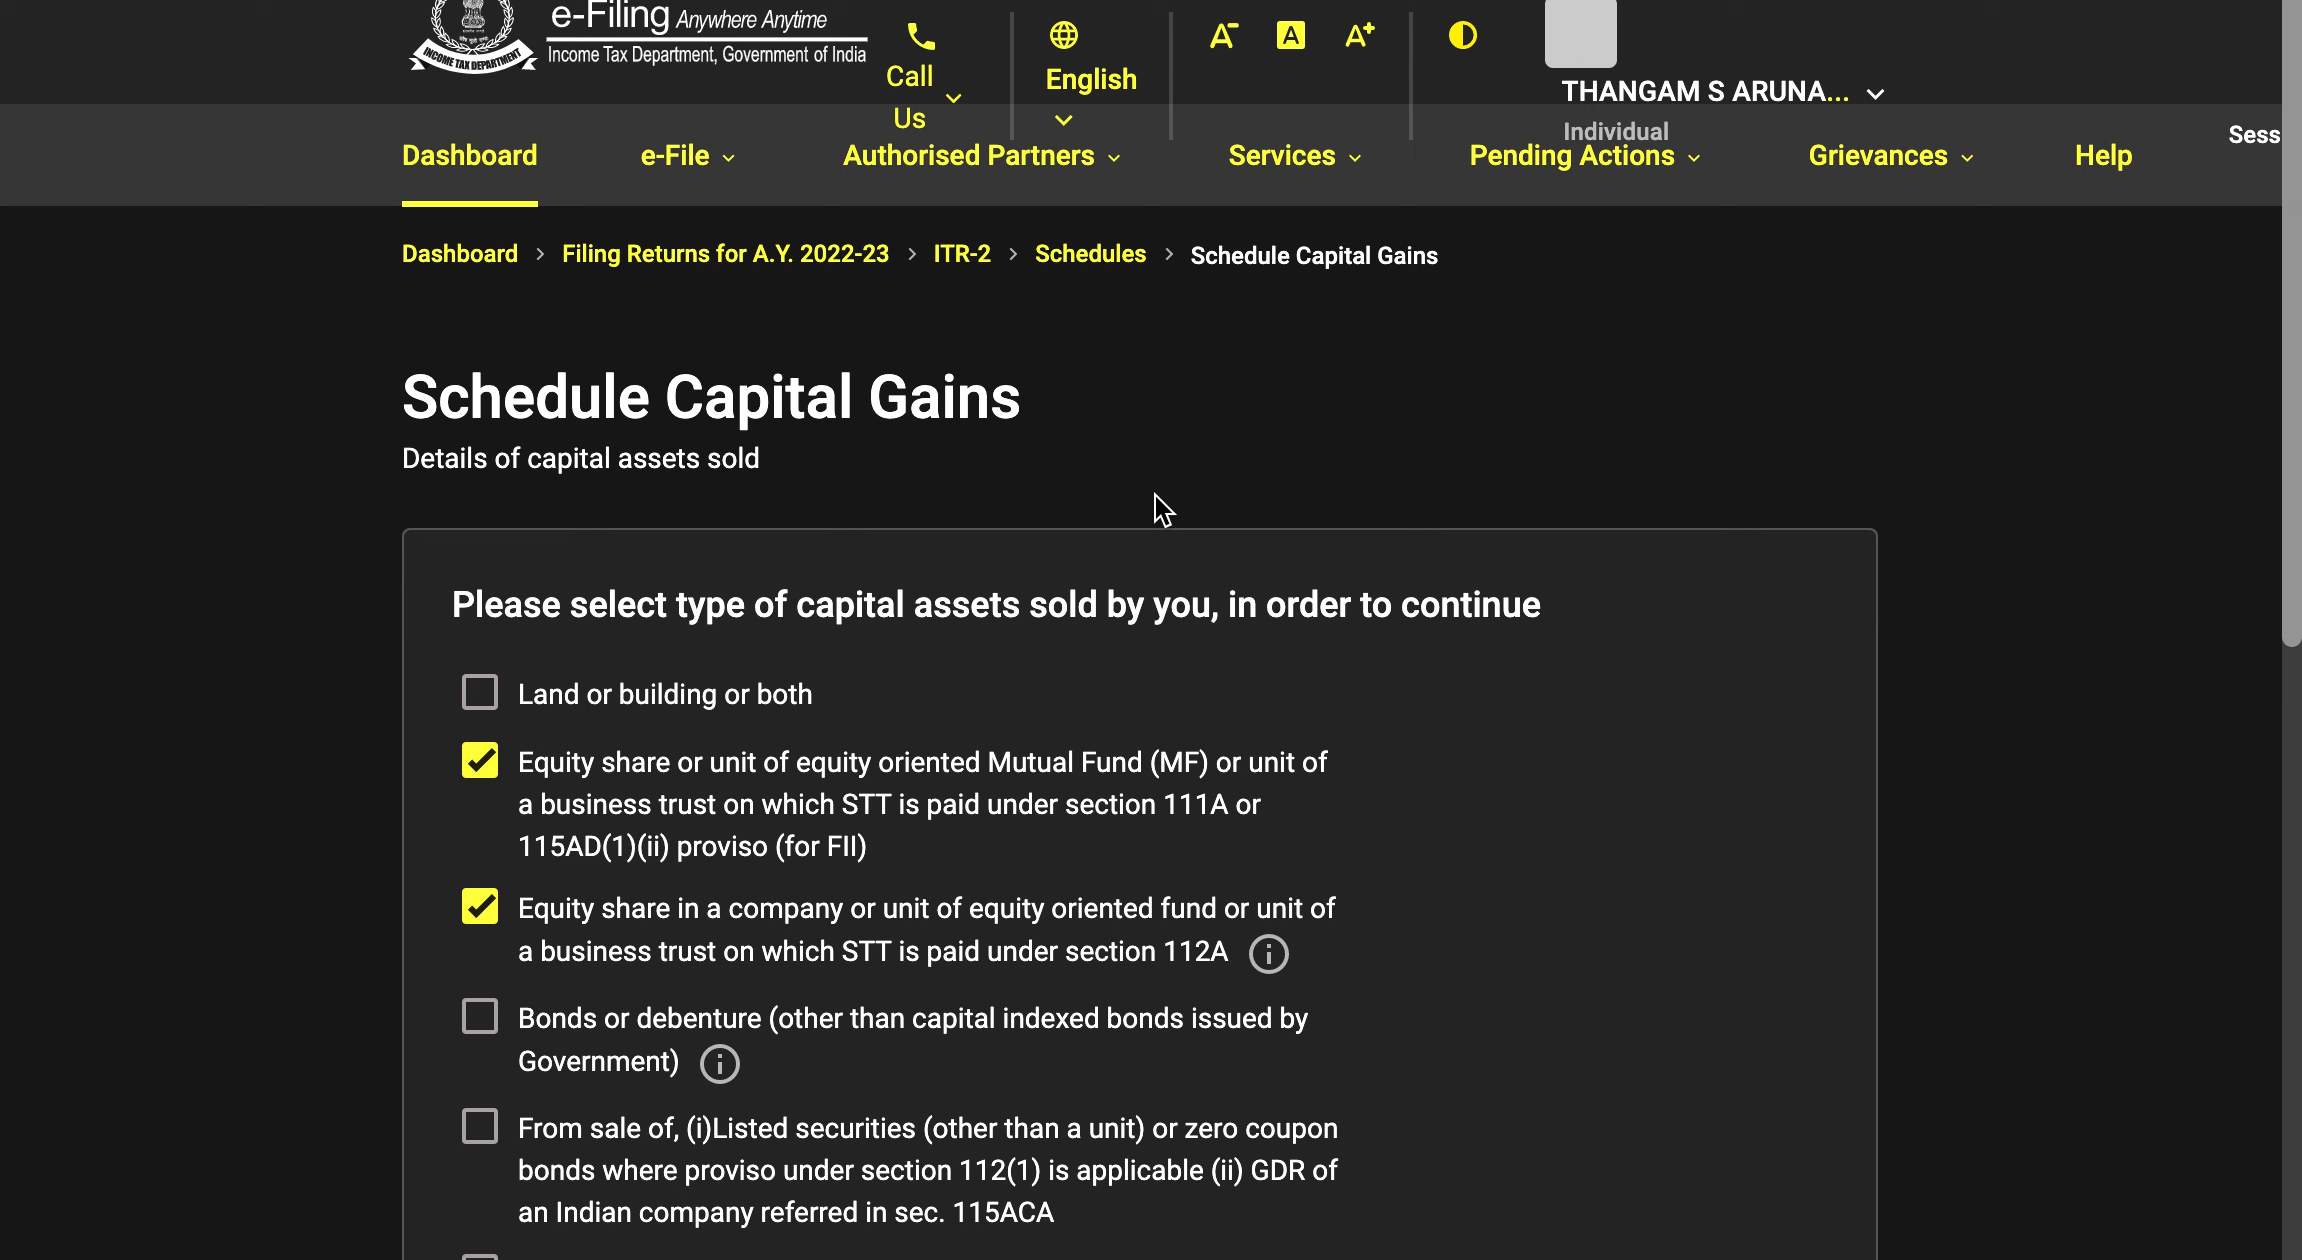 e-Filing Anywhere Anytime
Income Tax Department, Government of India
INCOME TAX DEPARTMENT
Call
Us
English
A-
A
A+
THANGAM S ARUNA...
Individual
Sess
Dashboard
e-File
Authorised Partners
Services
Pending Actions
Grievances
Help
Dashboard > Filing Returns for A.Y. 2022-23 > ITR-2 > Schedules > Schedule Capital Gains
Schedule Capital Gains
Details of capital assets sold
Please select type of capital assets sold by you, in order to continue
Land or building or both
Equity share or unit of equity oriented Mutual Fund (MF) or unit of
a business trust on which STT is paid under section 111A or
115AD(1)(ii) proviso (for FII)
Equity share in a company or unit of equity oriented fund or unit of
a business trust on which STT is paid under section 112A
Bonds or debenture (other than capital indexed bonds issued by
Government)
From sale of, (i)Listed securities (other than a unit) or zero coupon
bonds where proviso under section 112(1) is applicable (ii) GDR of
an Indian company referred in sec. 115ACA